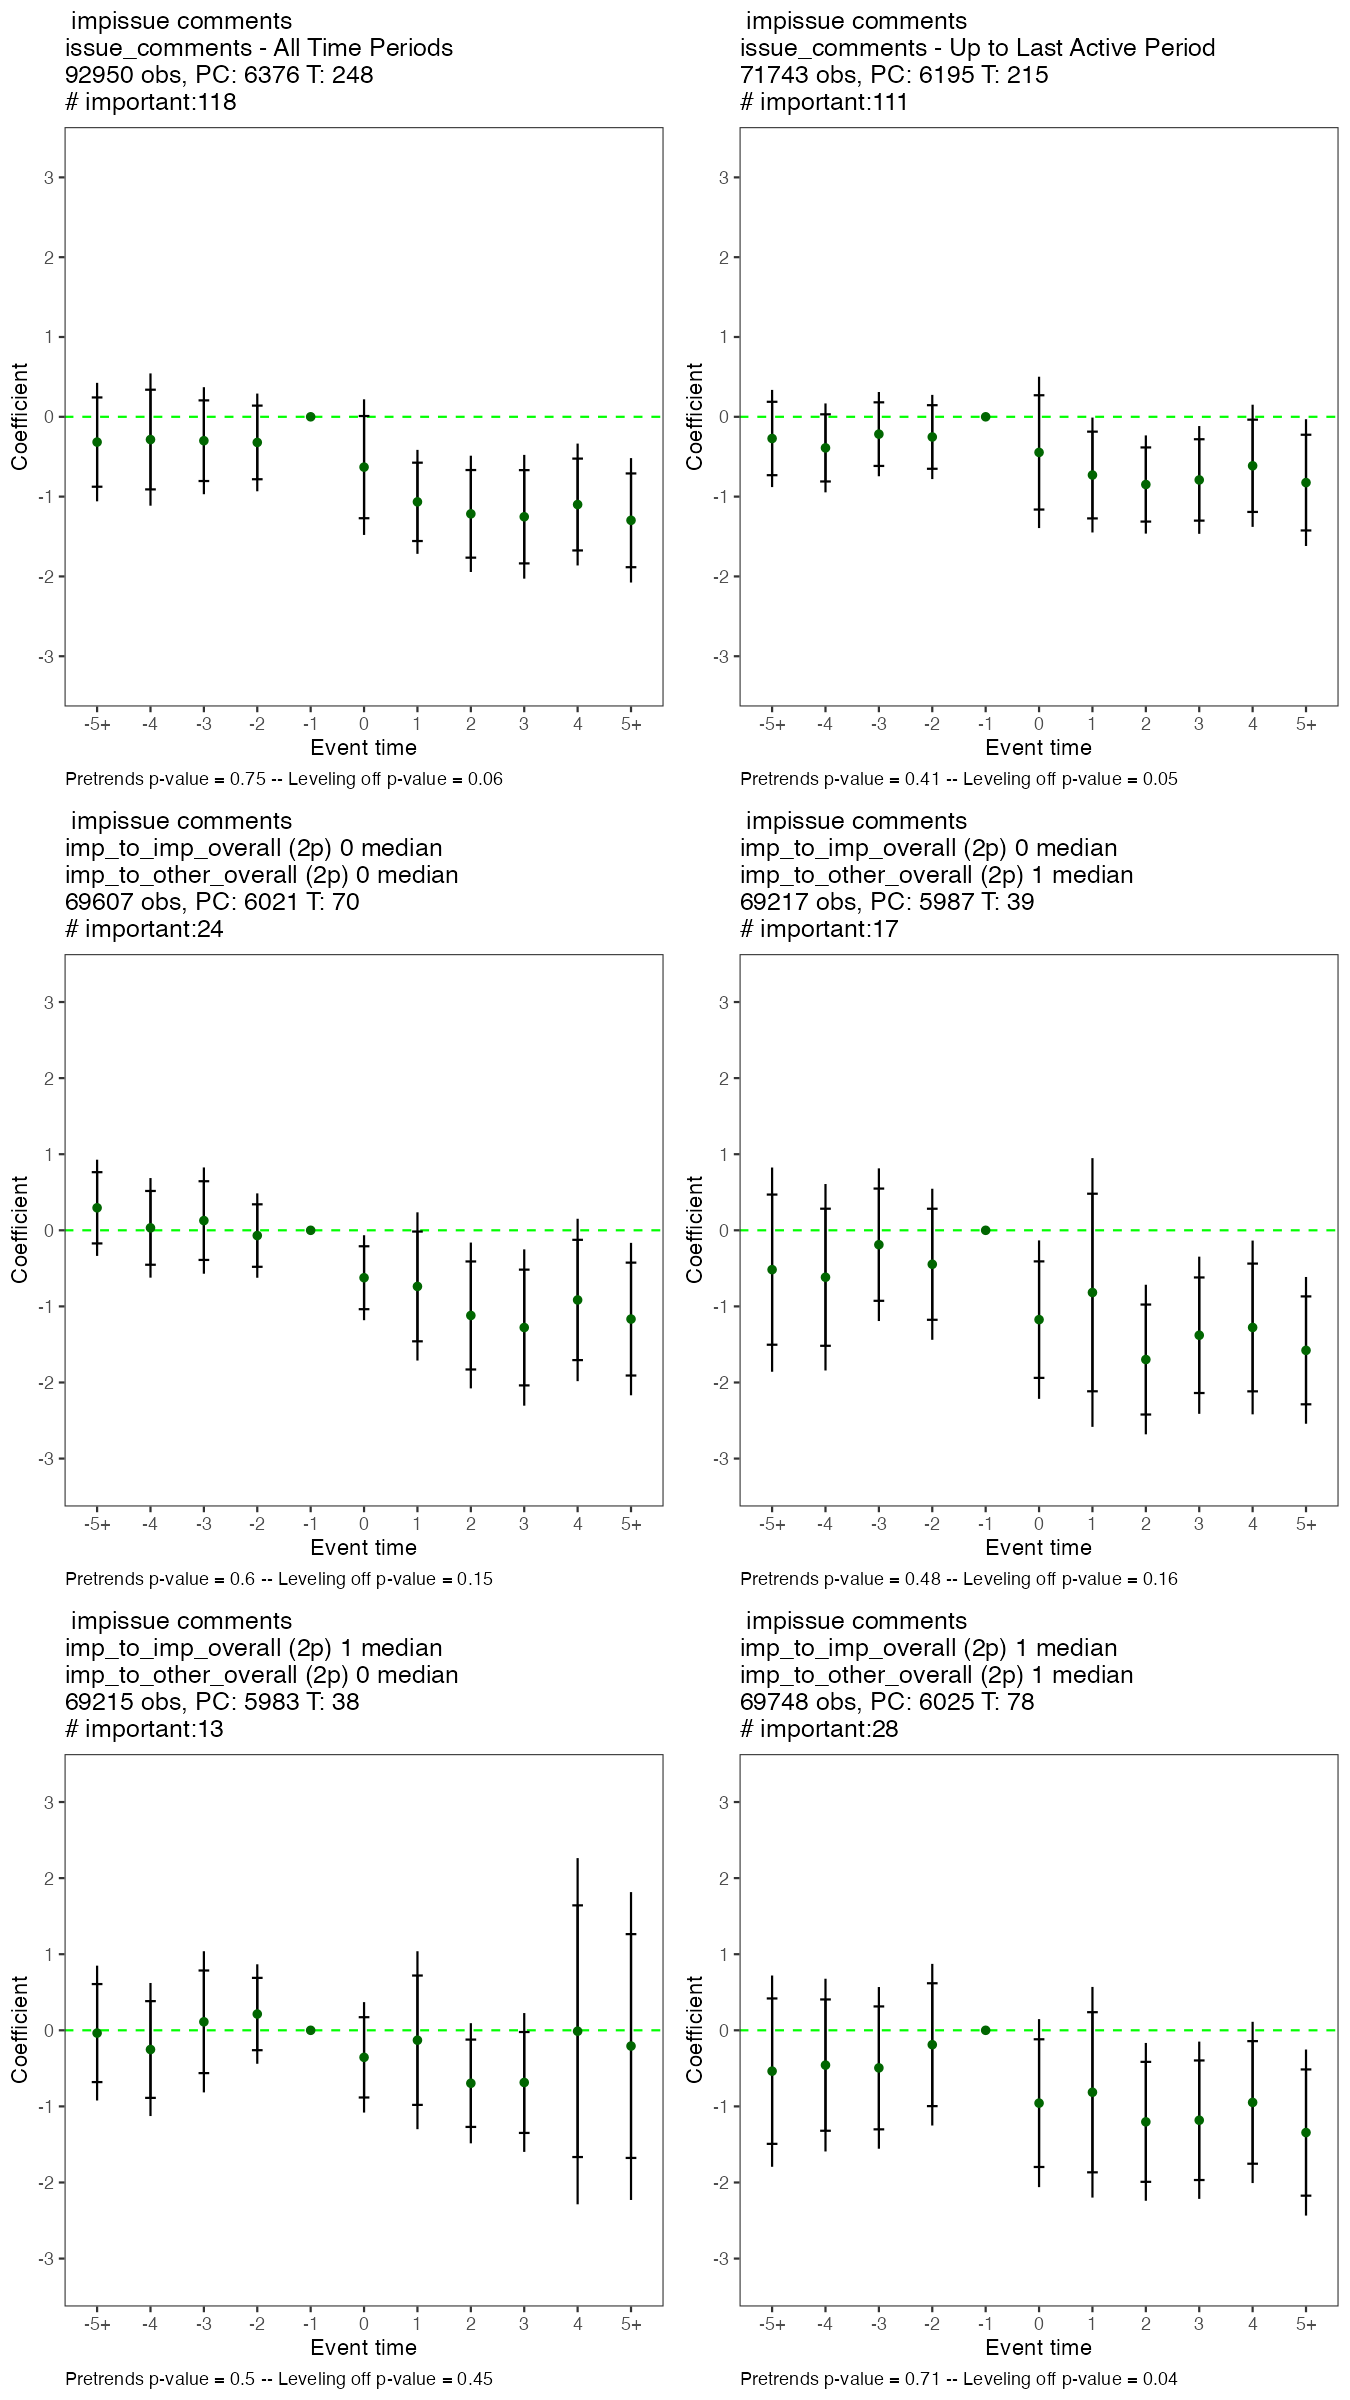 impissue comments
issue_comments - All Time Periods
92950 obs, PC: 6376 T: 248
# important:118
3
2
1
0
-1
-2
-3
Coefficient
-5+ -4 -3 -2 -1 0 1 2 3 4 5+
Event time
Pretrends p-value = 0.75 -- Leveling off p-value = 0.06
impissue comments
issue_comments - Up to Last Active Period
71743 obs, PC: 6195 T: 215
# important:111
3
2
1
0
-1
-2
-3
Coefficient
-5+ -4 -3 -2 -1 0 1 2 3 4 5+
Event time
Pretrends p-value = 0.41 -- Leveling off p-value = 0.05
impissue comments
imp_to_imp_overall (2p) 0 median
imp_to_other_overall (2p) 0 median
69607 obs, PC: 6021 T: 70
# important:24
3
2
1
0
-1
-2
-3
Coefficient
-5+ -4 -3 -2 -1 0 1 2 3 4 5+
Event time
Pretrends p-value = 0.6 -- Leveling off p-value = 0.15
impissue comments
imp_to_imp_overall (2p) 0 median
imp_to_other_overall (2p) 1 median
69217 obs, PC: 5987 T: 39
# important:17
3
2
1
0
-1
-2
-3
Coefficient
-5+ -4 -3 -2 -1 0 1 2 3 4 5+
Event time
Pretrends p-value = 0.48 -- Leveling off p-value = 0.16
impissue comments
imp_to_imp_overall (2p) 1 median
imp_to_other_overall (2p) 0 median
69215 obs, PC: 5983 T: 38
# important:13
3
2
1
0
-1
-2
-3
Coefficient
-5+ -4 -3 -2 -1 0 1 2 3 4 5+
Event time
Pretrends p-value = 0.5 -- Leveling off p-value = 0.45
impissue comments
imp_to_imp_overall (2p) 1 median
imp_to_other_overall (2p) 1 median
69748 obs, PC: 6025 T: 78
# important:28
3
2
1
0
-1
-2
-3
Coefficient
-5+ -4 -3 -2 -1 0 1 2 3 4 5+
Event time
Pretrends p-value = 0.71 -- Leveling off p-value = 0.04